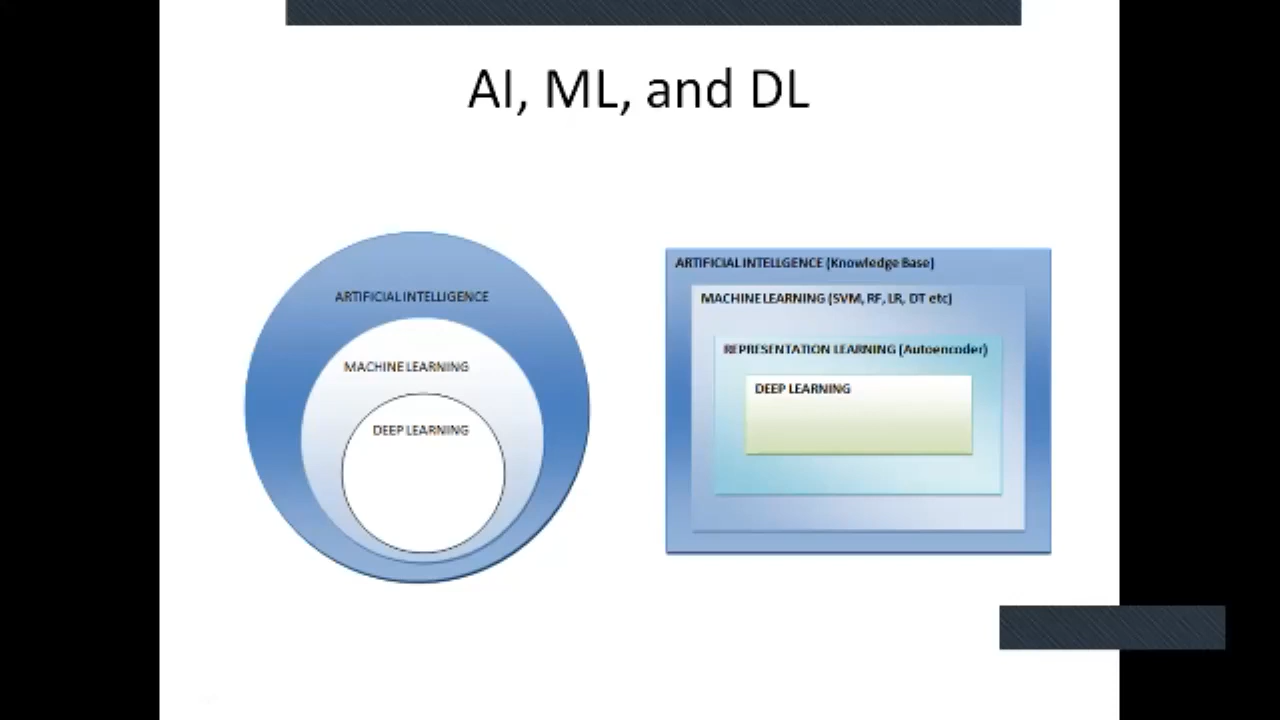 AI, ML, and DL
ARTIFICIAL INTELLIGENCE
MACHINE LEARNING
DEEP LEARNING
ARTIFICIAL INTELLGENCE (Knowledge Base)
MACHINE LEARNING (SVM, RF, LR, DT etc)
REPRESENTATION LEARNING (Autoencoder)
DEEP LEARNING